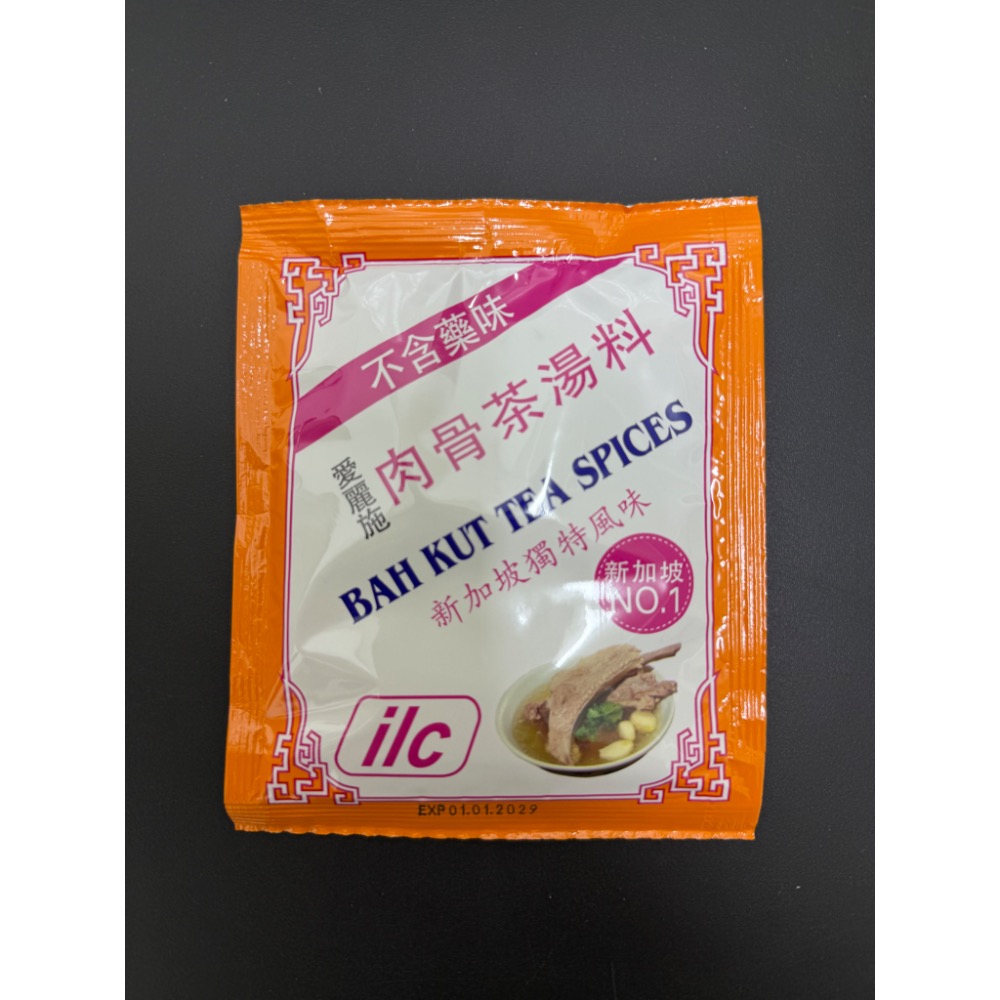 不含藥味
愛麗施
肉骨茶湯料
BAH KUT TEA SPICES
新加坡獨特風味
新加坡
NO.1
ilc
EXP 01.01.2029